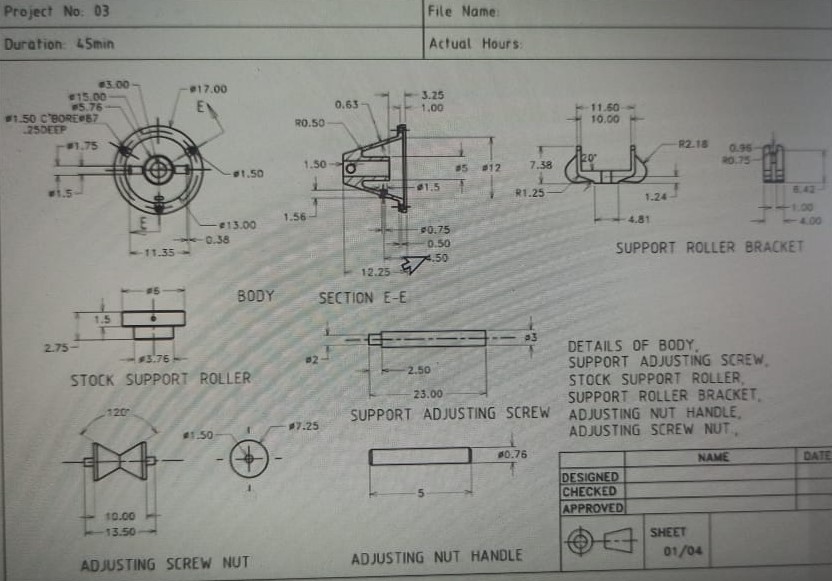 Project No: 03
File Name:
Duration: 45min
Actual Hours:
ø3.00
ø15.00
ø5.76
ø17.00
E
ø1.50 C'BOREø87
.25DEEP
ø1.75
ø1.5
ø1.50
ø13.00
E
0.38
11.35
BODY
3.25
1.00
0.63
R0.50
1.50
ø5
ø12
ø1.5
1.56
ø0.75
0.50
4.50
12.25
SECTION E-E
11.60
10.00
R2.18
20°
7.38
R1.25
1.24
4.81
0.96
R0.75
6.42
1.00
4.00
SUPPORT ROLLER BRACKET
ø6
1.5
2.75
ø3.76
STOCK SUPPORT ROLLER
ø3
ø2
2.50
23.00
SUPPORT ADJUSTING SCREW
DETAILS OF BODY,
SUPPORT ADJUSTING SCREW,
STOCK SUPPORT ROLLER,
SUPPORT ROLLER BRACKET,
ADJUSTING NUT HANDLE,
ADJUSTING SCREW NUT.,
120°
ø1.50
ø7.25
10.00
13.50
ADJUSTING SCREW NUT
ø0.76
5
ADJUSTING NUT HANDLE
NAME
DATE
DESIGNED
CHECKED
APPROVED
SHEET
01/04